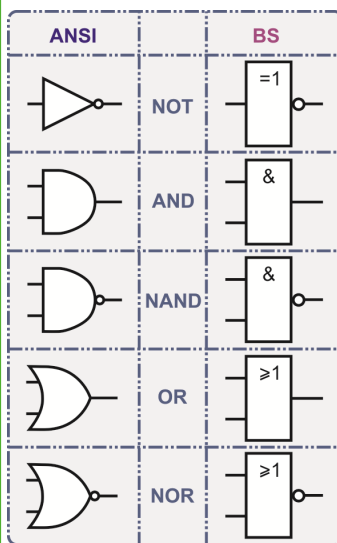 ANSI BS
NOT =1
AND &
NAND &
OR ⩾1
NOR ⩾1